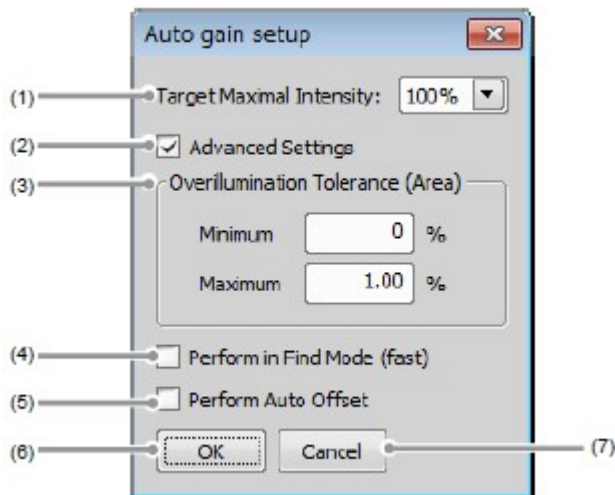 Auto gain setup
(1) Target Maximal Intensity: 100%
(2) Advanced Settings
(3) Overillumination Tolerance (Area)
Minimum 0 %
Maximum 1.00 %
(4) Perform in Find Mode (fast)
(5) Perform Auto Offset
(6) OK Cancel (7)